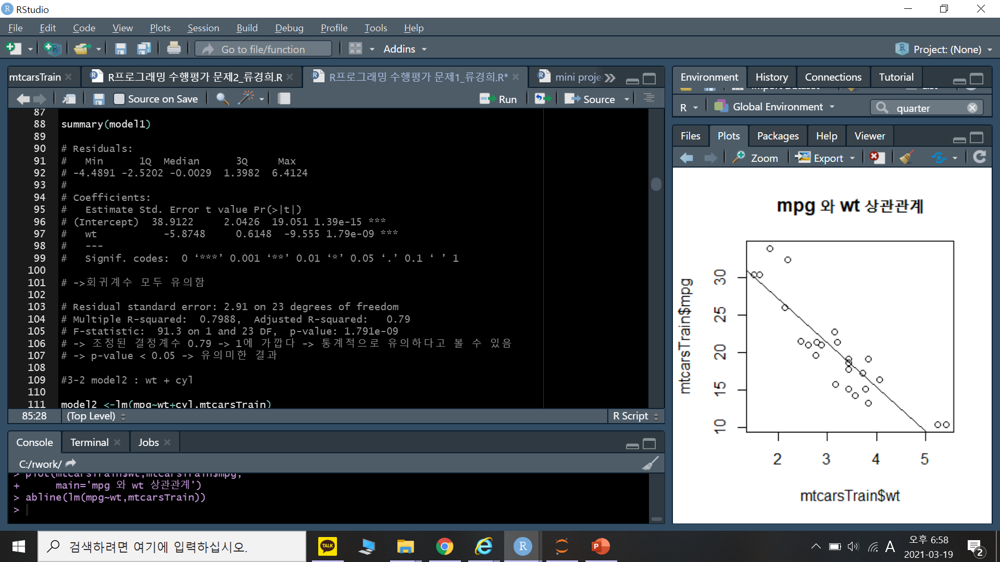 RStudio
File Edit Code View Plots Session Build Debug Profile Tools Help
Go to file/function Addins Project: (None)
mtcarsTrain R프로그래밍 수행평가 문제2_류경희.R R프로그래밍 수행평가 문제1_류경희.R* mini proje
Source on Save Run Source
87
88 summary(model1)
89
90 # Residuals:
91 # Min 1Q Median 3Q Max
92 # -4.4891 -2.5202 -0.0029 1.3982 6.4124
93 #
94 # Coefficients:
95 # Estimate Std. Error t value Pr(>|t|)
96 # (Intercept) 38.9122 2.0426 19.051 1.39e-15 ***
97 # wt -5.8748 0.6148 -9.555 1.79e-09 ***
98 # ---
99 # Signif. codes: 0 ‘***’ 0.001 ‘**’ 0.01 ‘*’ 0.05 ‘.’ 0.1 ‘ ’ 1
100
101 # ->회귀계수 모두 유의함
102
103 # Residual standard error: 2.91 on 23 degrees of freedom
104 # Multiple R-squared: 0.7988, Adjusted R-squared: 0.79
105 # F-statistic: 91.3 on 1 and 23 DF, p-value: 1.791e-09
106 # -> 조정된 결정계수 0.79 -> 1에 가깝다 -> 통계적으로 유의하다고 볼 수 있음
107 # -> p-value < 0.05 -> 유의미한 결과
108
109 #3-2 model2 : wt + cyl
110
111 model2 <-lm(mpg~wt+cyl,mtcarsTrain)
85:28 (Top Level) R Script
Console Terminal Jobs
C:/rwork/
> plot(mtcarsTrain$wt,mtcarsTrain$mpg,
+ main='mpg 와 wt 상관관계')
> abline(lm(mpg~wt,mtcarsTrain))
>
Environment History Connections Tutorial
Import Dataset List
R Global Environment quarter
Files Plots Packages Help Viewer
Zoom Export
mpg 와 wt 상관관계
mtcarsTrain$mpg
30
25
20
15
10
2 3 4 5
mtcarsTrain$wt
검색하려면 여기에 입력하십시오.
TALK
R
P
A
오후 6:58
2021-03-19
2